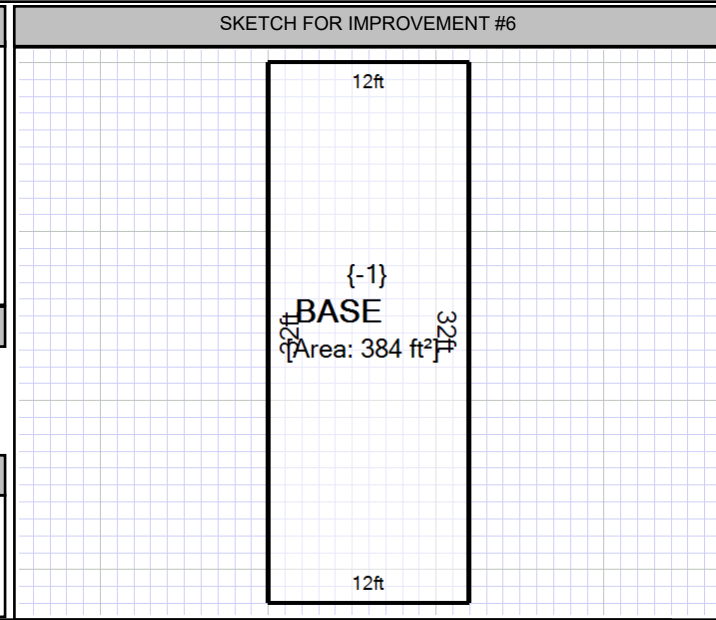 SKETCH FOR IMPROVEMENT #6
12ft
{-1}
BASE
32ft
32ft
[Area: 384 ft²]
12ft